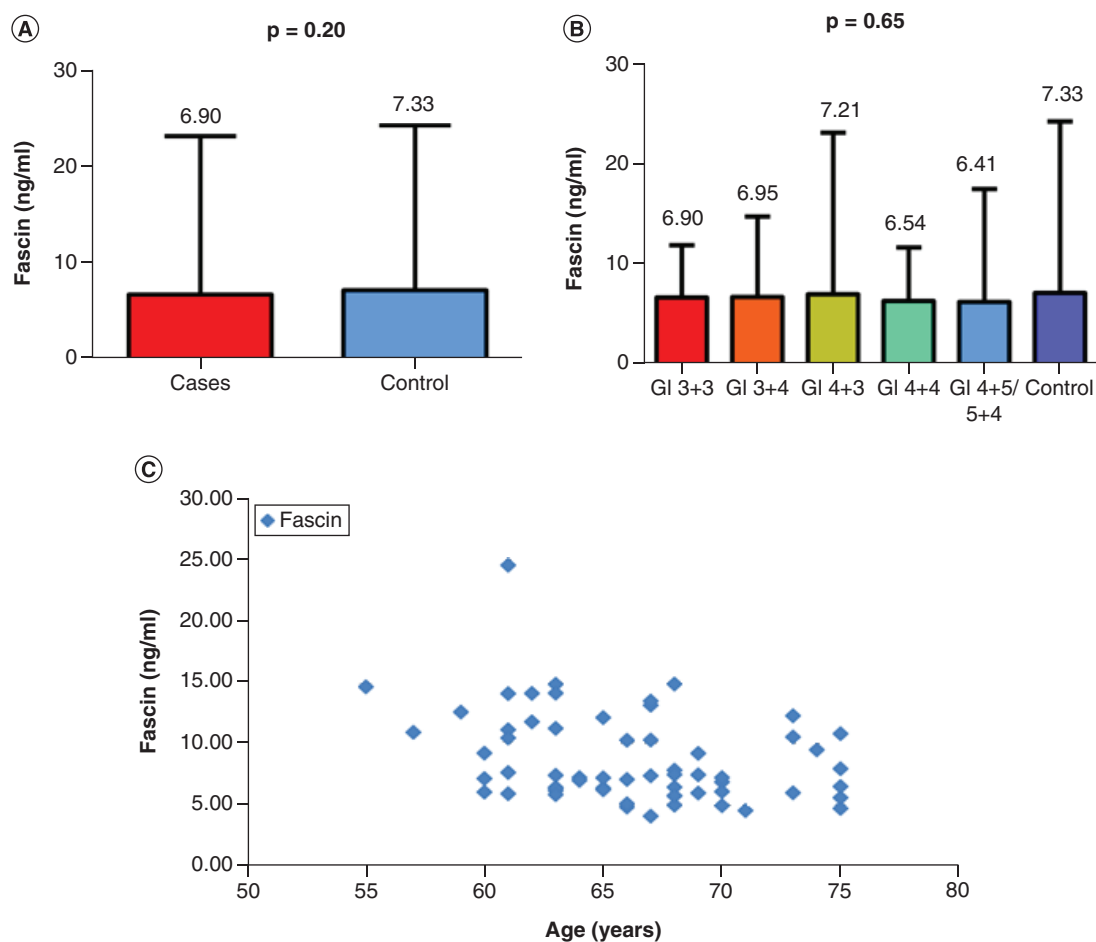 A
p = 0.20
Fascin (ng/ml)
30
20
10
0
6.90
7.33
Cases
Control
B
p = 0.65
Fascin (ng/ml)
30
20
10
0
6.90
6.95
7.21
6.54
6.41
7.33
Gl 3+3
Gl 3+4
Gl 4+3
Gl 4+4
Gl 4+5/
5+4
Control
C
Fascin (ng/ml)
30.00
25.00
20.00
15.00
10.00
5.00
0.00
Fascin
50
55
60
65
70
75
80
Age (years)